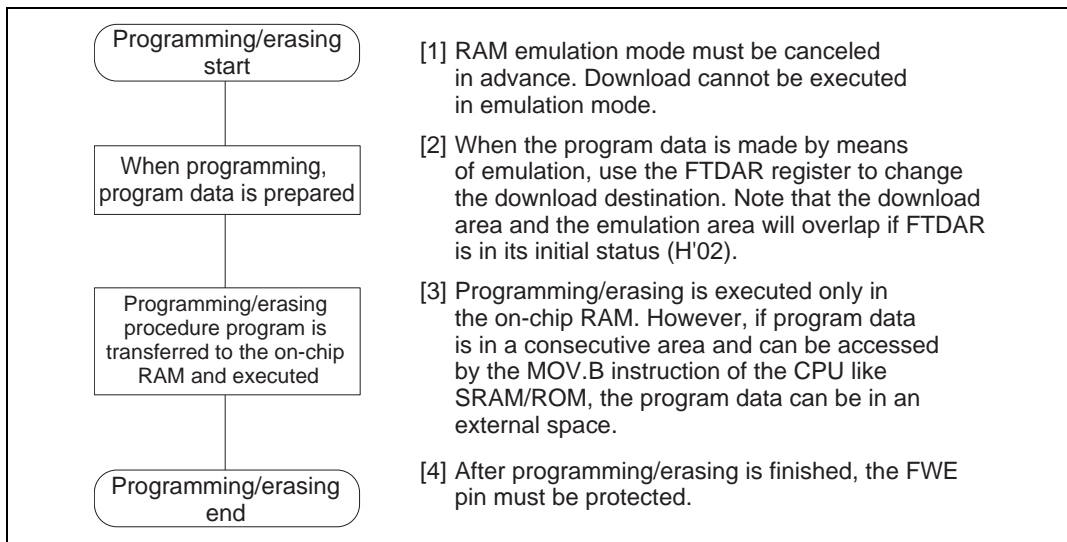 Programming/erasing
start
When programming,
program data is prepared
Programming/erasing
procedure program is
transferred to the on-chip
RAM and executed
Programming/erasing
end
[1] RAM emulation mode must be canceled
in advance. Download cannot be executed
in emulation mode.
[2] When the program data is made by means
of emulation, use the FTDAR register to change
the download destination. Note that the download
area and the emulation area will overlap if FTDAR
is in its initial status (H'02).
[3] Programming/erasing is executed only in
the on-chip RAM. However, if program data
is in a consecutive area and can be accessed
by the MOV.B instruction of the CPU like
SRAM/ROM, the program data can be in an
external space.
[4] After programming/erasing is finished, the FWE
pin must be protected.